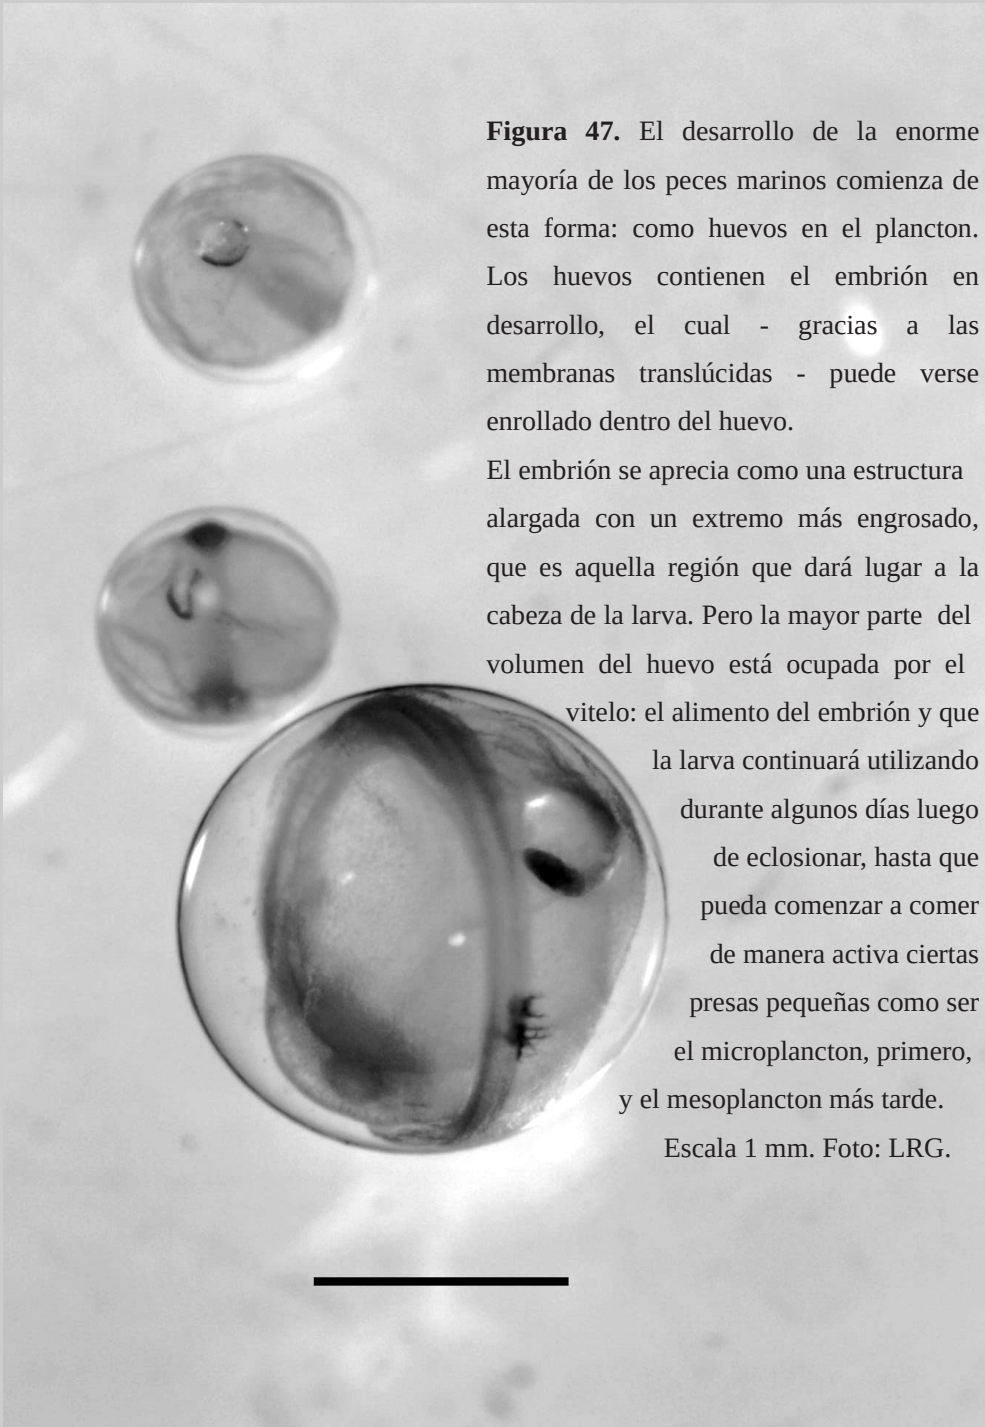 Figura 47. El desarrollo de la enorme
mayoría de los peces marinos comienza de
esta forma: como huevos en el plancton.
Los huevos contienen el embrión en
desarrollo, el cual - gracias a las
membranas translúcidas - puede verse
enrollado dentro del huevo.
El embrión se aprecia como una estructura
alargada con un extremo más engrosado,
que es aquella región que dará lugar a la
cabeza de la larva. Pero la mayor parte del
volumen del huevo está ocupada por el
vitelo: el alimento del embrión y que
la larva continuará utilizando
durante algunos días luego
de eclosionar, hasta que
pueda comenzar a comer
de manera activa ciertas
presas pequeñas como ser
el microplancton, primero,
y el mesoplancton más tarde.
Escala 1 mm. Foto: LRG.